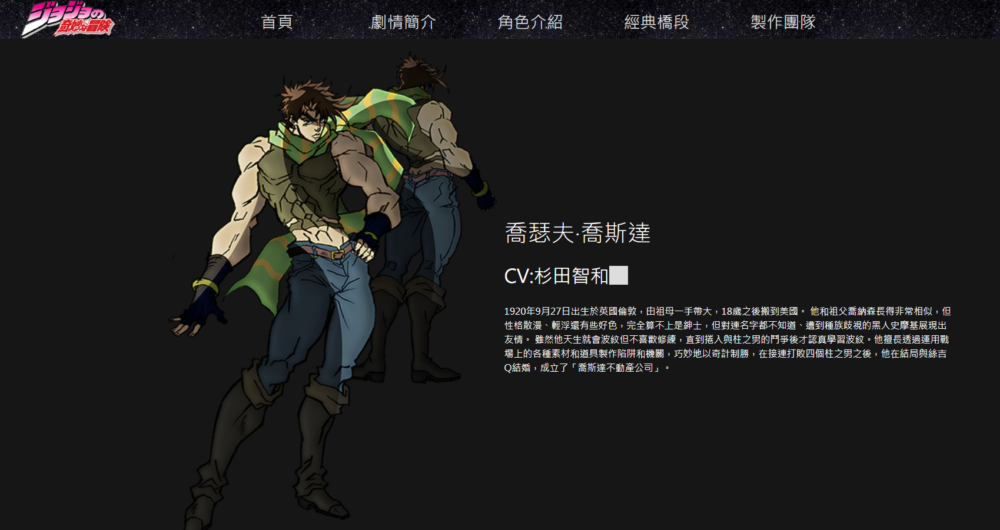 ジョジョの
奇妙な冒険
首頁
劇情簡介
角色介紹
經典橋段
製作團隊
喬瑟夫·喬斯達
CV:杉田智和
1920年9月27日出生於英國倫敦，由祖母一手帶大，18歲之後搬到美國。 他和祖父喬納森長得非常相似，但
性格散漫、輕浮還有些好色，完全算不上是紳士，但對連名字都不知道、遭到種族歧視的黑人史摩基展現出
友情。 雖然他天生就會波紋但不喜歡修練，直到捲入與柱之男的鬥爭後才認真學習波紋。他擅長透過運用戰
場上的各種素材和道具製作陷阱和機關，巧妙地以奇計制勝，在接連打敗四個柱之男之後，他在結局與絲吉
Q結婚，成立了「喬斯達不動產公司」。